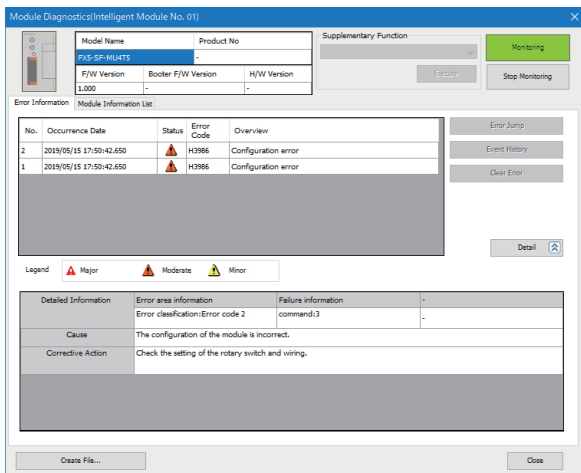 Module Diagnostics(Intelligent Module No. 01)
Model Name Product No
FX5-SF-MU4T5 -
F/W Version Booter F/W Version H/W Version
1.000 - -
Supplementary Function
Execute
Monitoring
Stop Monitoring
Error Information Module Information List
No. Occurrence Date Status Error Code Overview
2 2019/05/15 17:50:42.650 H3986 Configuration error
1 2019/05/15 17:50:42.650 H3986 Configuration error
Error Jump
Event History
Clear Error
Detail
Legend Major Moderate Minor
Detailed Information Error area information Failure information -
Error classification:Error code 2 command:3 -
Cause The configuration of the module is incorrect.
Corrective Action Check the setting of the rotary switch and wiring.
Create File... Close